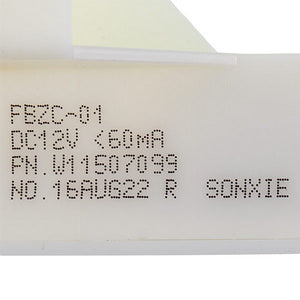 FBZC-01
DC12V <60mA
PN.W11507099
NO.16AUG22 R SONXIE